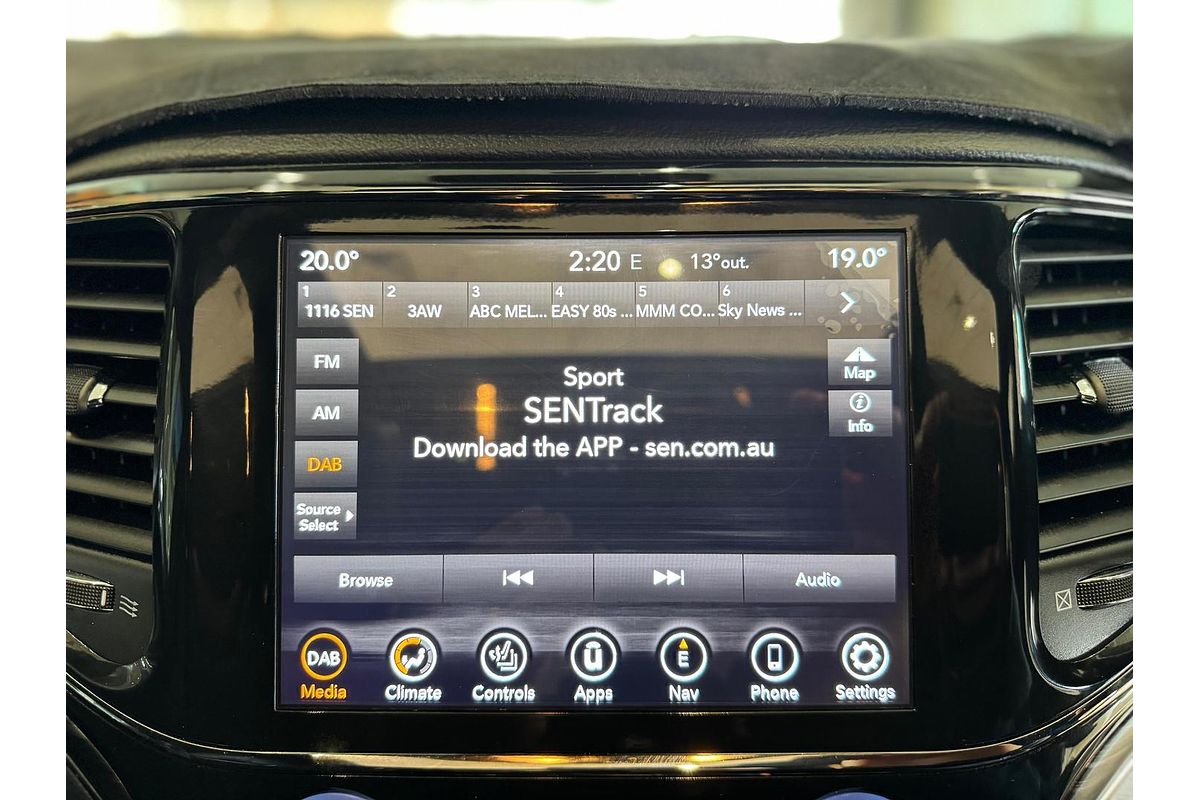 20.0° 2:20 E 13°out. 19.0°
1 2 3 4 5 6
1116 SEN 3AW ABC MEL... EASY 80s ... MMM CO... Sky News ...
FM
Map
AM
Info
DAB
Source
Select
Sport
SENTrack
Download the APP - sen.com.au
Browse Audio
DAB E
Media Climate Controls Apps Nav Phone Settings